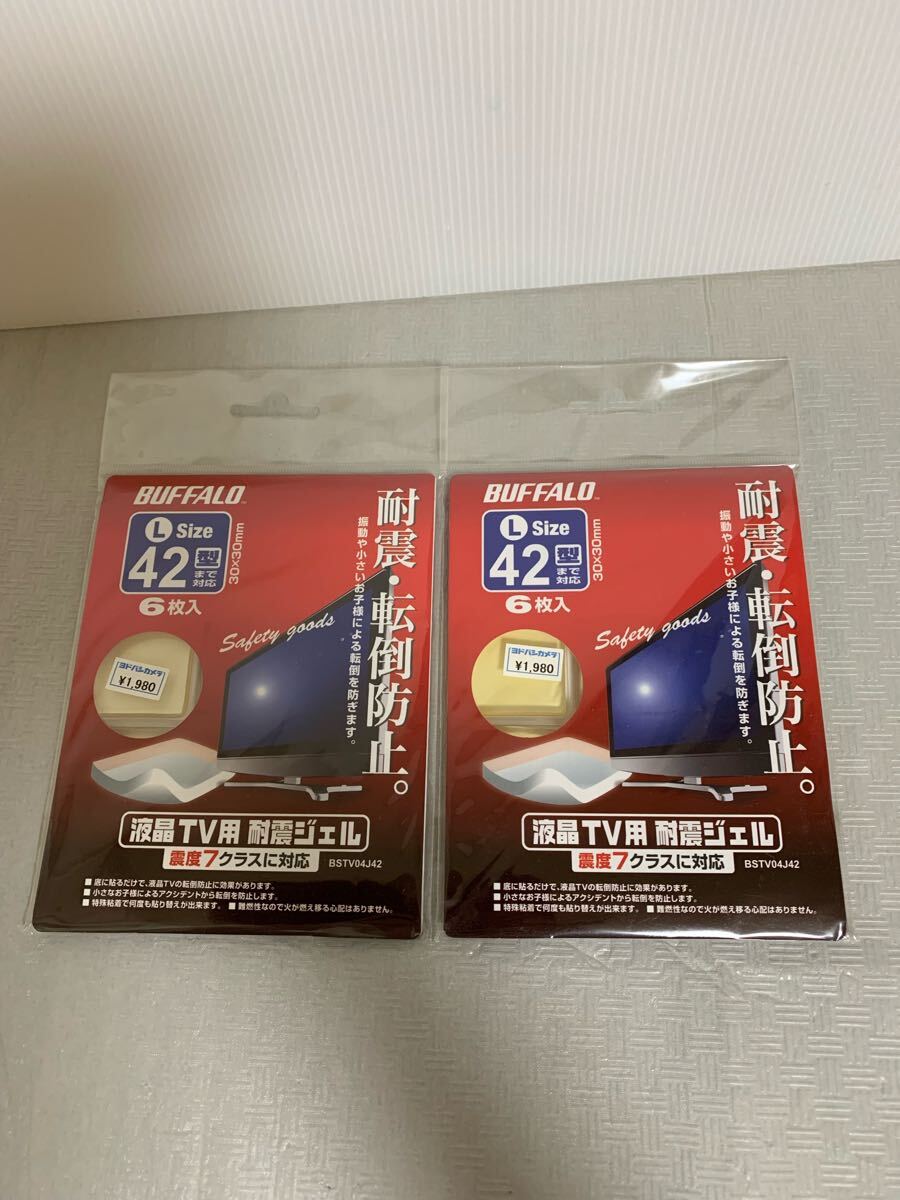 BUFFALO
L Size
42型まで対応
30×30mm
6枚入
耐震・転倒防止。
振動や小さいお子様による転倒を防ぎます。
Safety goods
ヨドバシカメラ
¥1,980
液晶TV用 耐震ジェル
震度7クラスに対応
BSTV04J42
■ 底に貼るだけで、液晶TVの転倒防止に効果があります。
■ 小さなお子様によるアクシデントから転倒を防止します。
■ 特殊粘着で何度も貼り替えが出来ます。 ■ 難燃性なので火が燃え移る心配はありません。
BUFFALO
L Size
42型まで対応
30×30mm
6枚入
耐震・転倒防止。
振動や小さいお子様による転倒を防ぎます。
Safety goods
ヨドバシカメラ
¥1,980
液晶TV用 耐震ジェル
震度7クラスに対応
BSTV04J42
■ 底に貼るだけで、液晶TVの転倒防止に効果があります。
■ 小さなお子様によるアクシデントから転倒を防止します。
■ 特殊粘着で何度も貼り替えが出来ます。 ■ 難燃性なので火が燃え移る心配はありません。